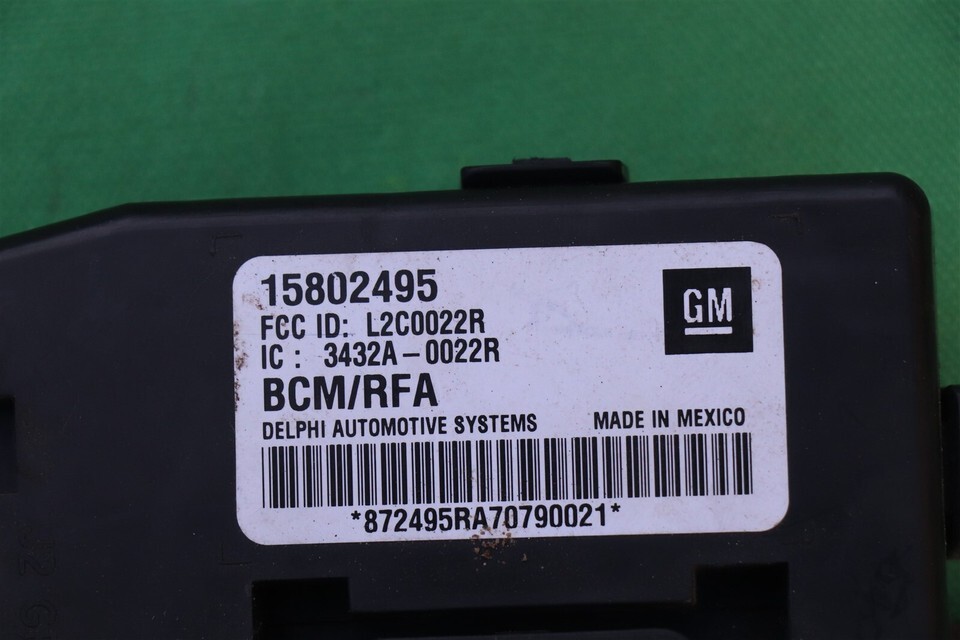 15802495
GM
FCC ID: L2C0022R
IC : 3432A-0022R
BCM/RFA
DELPHI AUTOMOTIVE SYSTEMS MADE IN MEXICO
*872495RA70790021*